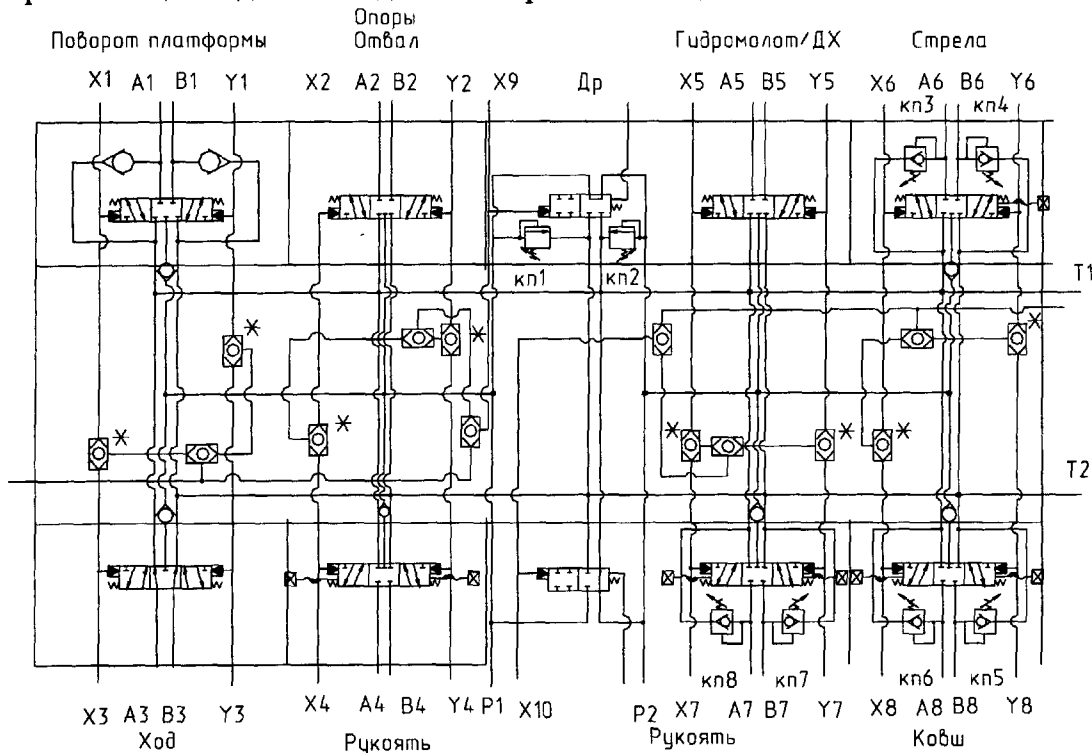 Опоры
Поворот платформы Отвал Гидромолот/ДХ Стрела
X1 A1 B1 Y1 X2 A2 B2 Y2 X9 Др X5 A5 B5 Y5 X6 A6 B6 Y6
кп3 кп4
кп1 кп2
T1
T2
кп8 кп7 кп6 кп5
X3 A3 B3 Y3 X4 A4 B4 Y4 P1 X10 P2 X7 A7 B7 Y7 X8 A8 B8 Y8
Ход Рукоять Рукоять Ковш